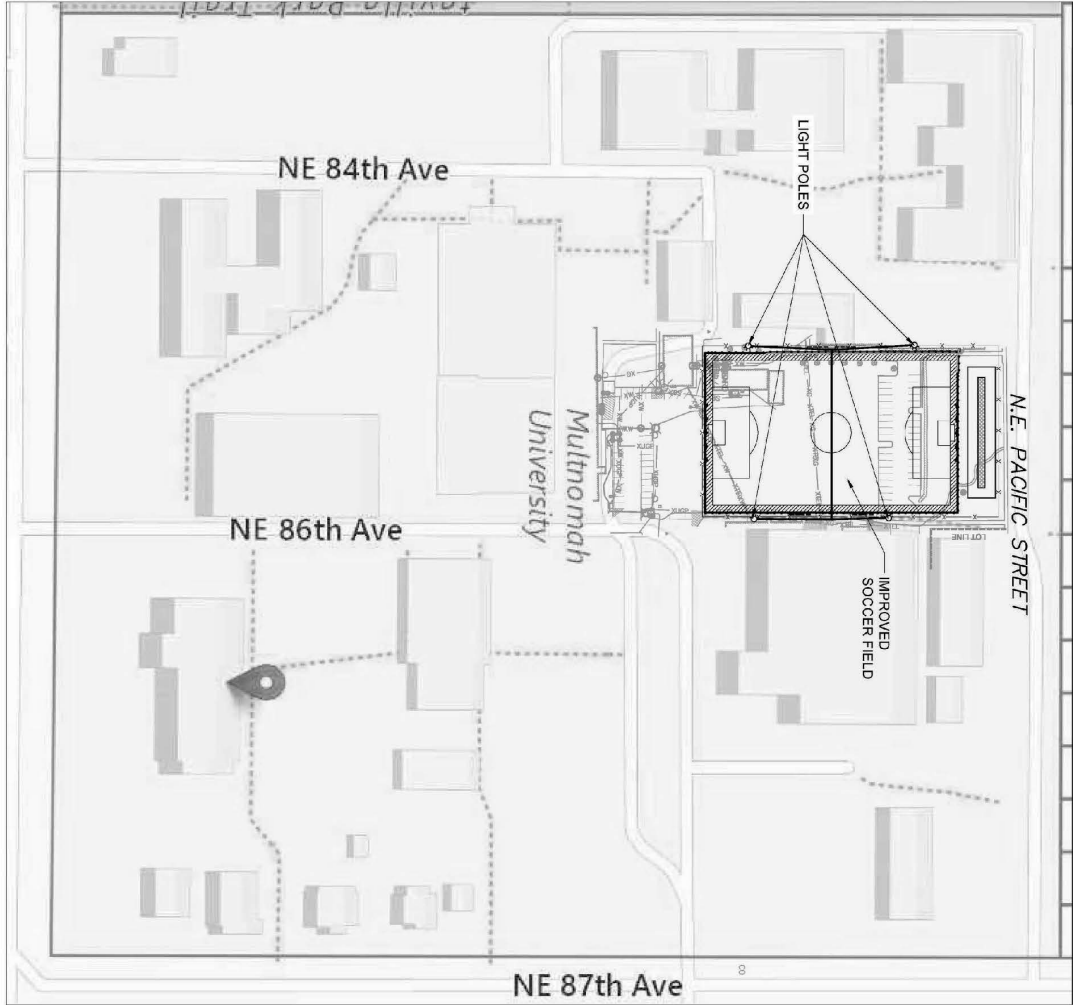 NE 84th Ave
LIGHT POLES
N.E. PACIFIC STREET
Multnomah
University
LOT LINE
NE 86th Ave
IMPROVED
SOCCER FIELD
8
NE 87th Ave